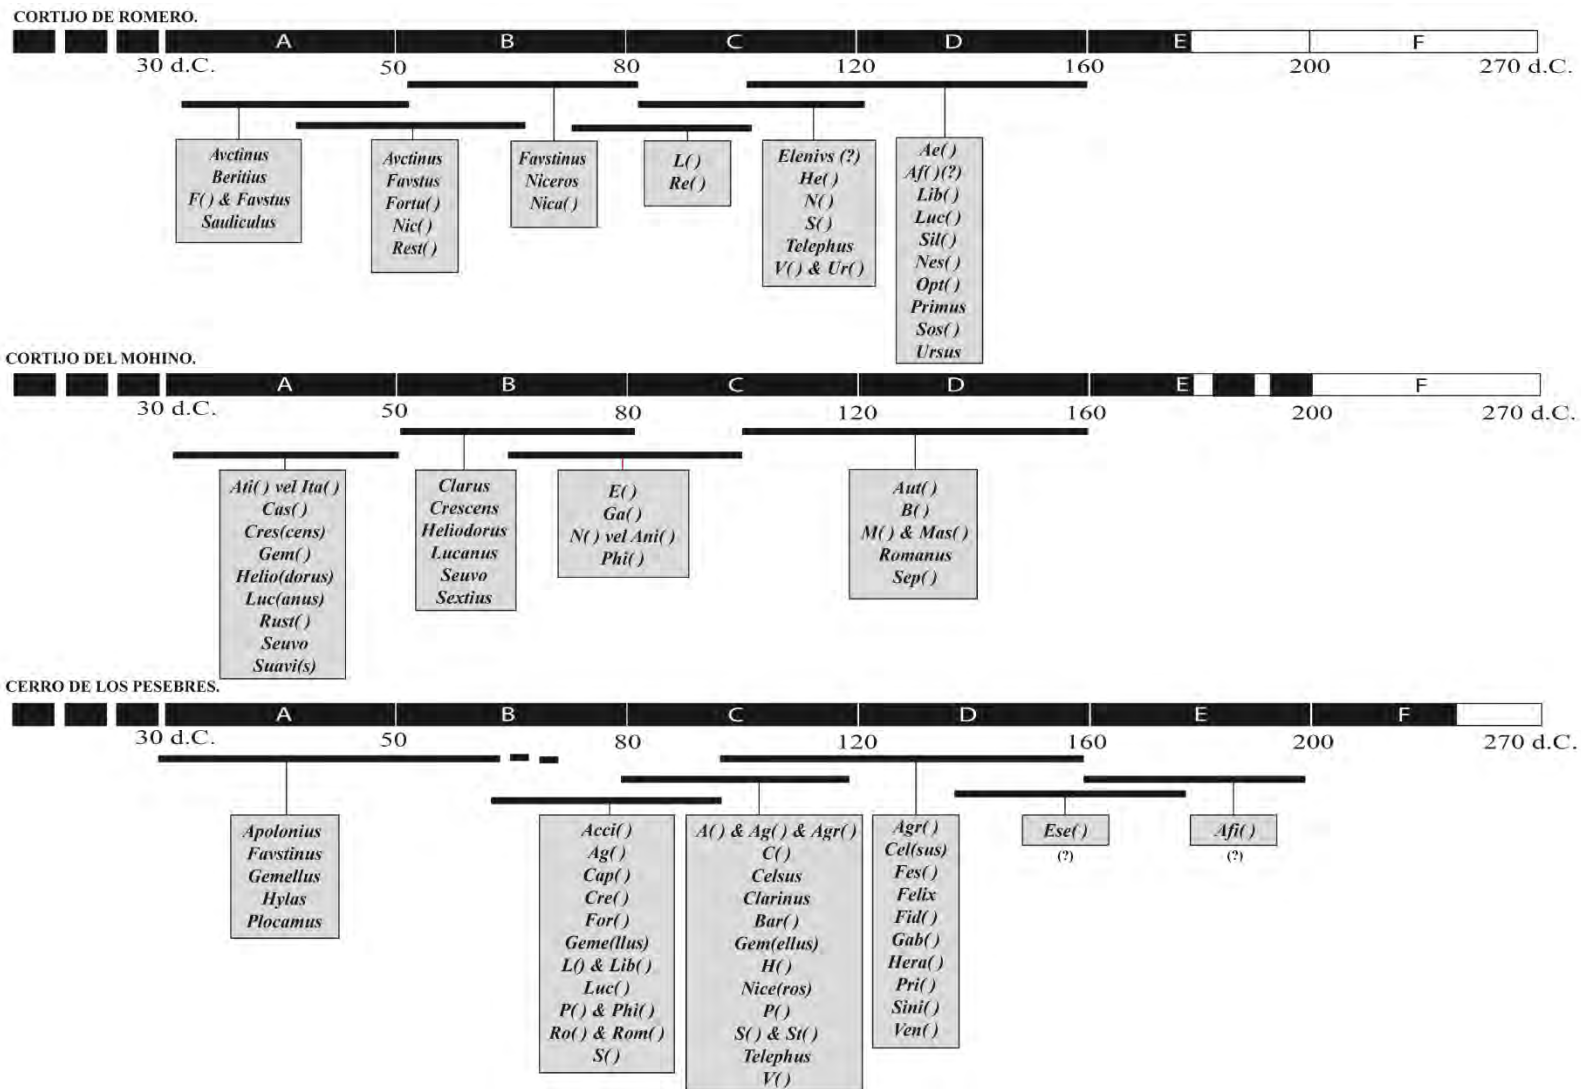 CORTIJO DE ROMERO.
A B C D E F
30 d.C. 50 80 120 160 200 270 d.C.
Avctinus
Beritius
F( ) & Favstus
Saudiculus
Avctinus
Favstus
Fortu( )
Nic( )
Rest( )
Favstinus
Niceros
Nica( )
L( )
Re( )
Elenivs (?)
He( )
N( )
S( )
Telephus
V( ) & Ur( )
Ae( )
Af( )(?)
Lib( )
Luc( )
Sil( )
Nes( )
Opt( )
Primus
Sos( )
Ursus
CORTIJO DEL MOHINO.
A B C D E F
30 d.C. 50 80 120 160 200 270 d.C.
Ati( ) vel Ita( )
Cas( )
Cres(cens)
Gem( )
Helio(dorus)
Luc(anus)
Rust( )
Seuvo
Suavi(s)
Clarus
Crescens
Heliodorus
Lucanus
Seuvo
Sextius
E( )
Ga( )
N( ) vel Ani( )
Phi( )
Aut( )
B( )
M( ) & Mas( )
Romanus
Sep( )
CERRO DE LOS PESEBRES.
A B C D E F
30 d.C. 50 80 120 160 200 270 d.C.
Apolonius
Favstinus
Gemellus
Hylas
Plocamus
Acci( )
Ag( )
Cap( )
Cre( )
For( )
Geme(llus)
L() & Lib( )
Luc( )
P( ) & Phi( )
Ro( ) & Rom( )
S( )
A() & Ag() & Agr( )
C( )
Celsus
Clarinus
Bar( )
Gem(ellus)
H( )
Nice(ros)
P( )
S( ) & St( )
Telephus
V( )
Agr( )
Cel(sus)
Fes( )
Felix
Fid( )
Gab( )
Hera( )
Pri( )
Sini( )
Ven( )
Ese( )
(?)
Afi( )
(?)